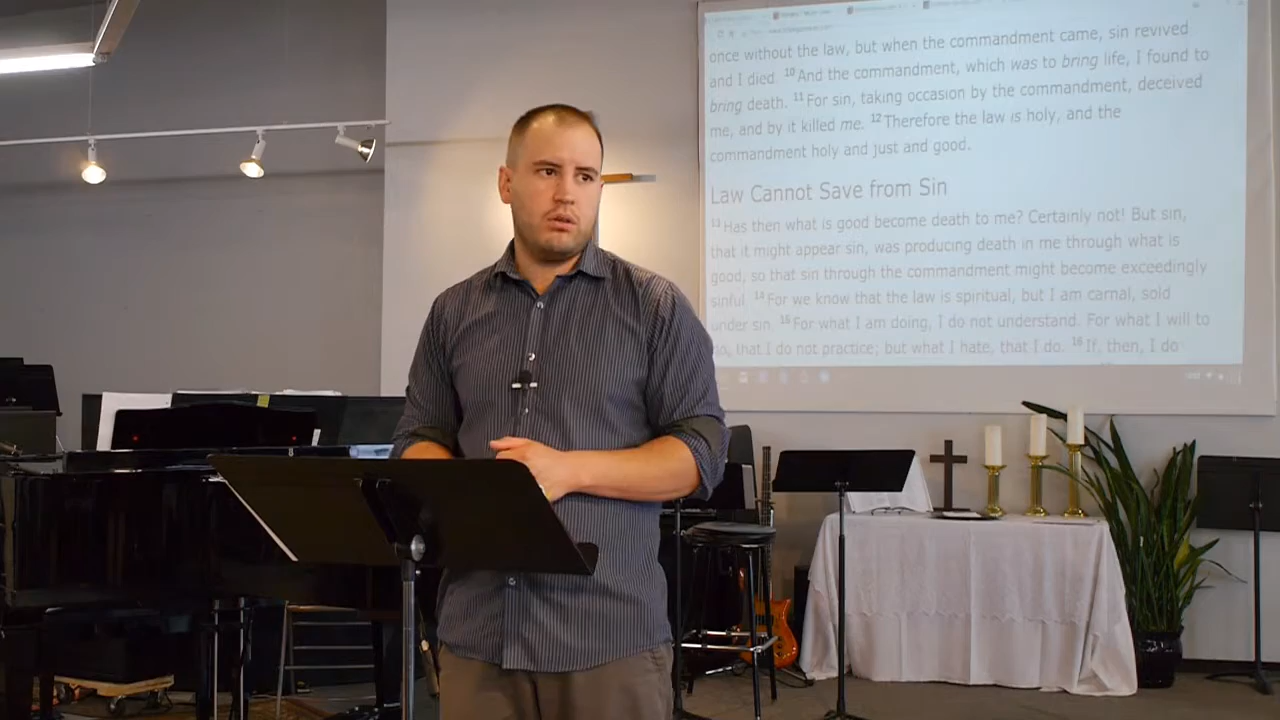 once without the law, but when the commandment came, sin revived
and I died. 10 And the commandment, which was to bring life, I found to
bring death. 11 For sin, taking occasion by the commandment, deceived
me, and by it killed me. 12 Therefore the law is holy, and the
commandment holy and just and good.
Law Cannot Save from Sin
13 Has then what is good become death to me? Certainly not! But sin,
that it might appear sin, was producing death in me through what is
good, so that sin through the commandment might become exceedingly
sinful. 14 For we know that the law is spiritual, but I am carnal, sold
under sin. 15 For what I am doing, I do not understand. For what I will to
do, that I do not practice; but what I hate, that I do. 16 If, then, I do